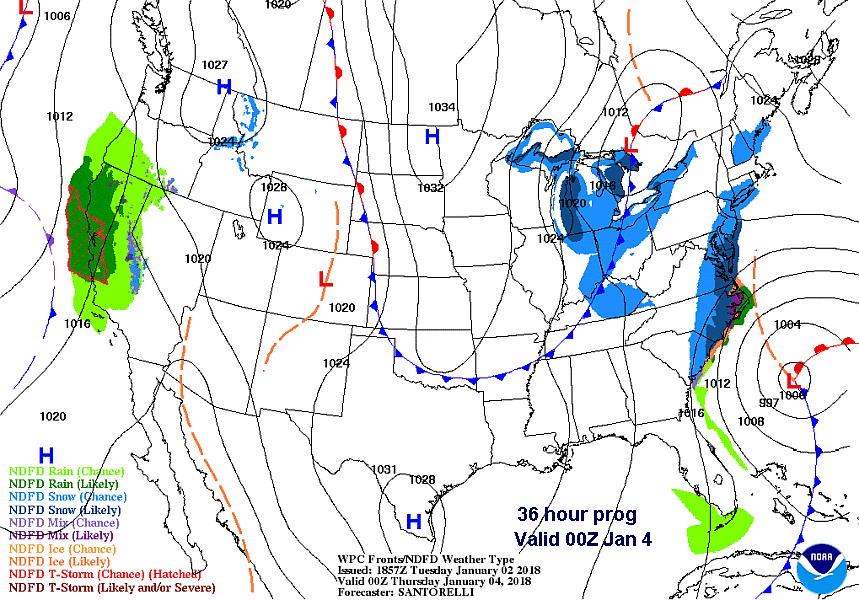 L
1006
1020
1027
H
1028
1012
1034
H
1012
1024
L
1024
1028
1032
1016
H
1020
1024
1024
1020
L
1020
1004
1016
1024
L
1006
1012
997
1016
1008
1020
H
1031
1028
H
36 hour prog
Valid 00Z Jan 4
NDFD Rain (Chance)
NDFD Rain (Likely)
NDFD Snow (Chance)
NDFD Snow (Likely)
NDFD Mix (Chance)
NDFD Mix (Likely)
NDFD Ice (Chance)
NDFD Ice (Likely)
NDFD T-Storm (Chance) (Hatched)
NDFD T-Storm (Likely and/or Severe)
WPC Fronts/NDFD Weather Type
Issued: 1857Z Tuesday January 02 2018
Valid 00Z Thursday January 04, 2018
Forecaster: SANTORELLI
NOAA